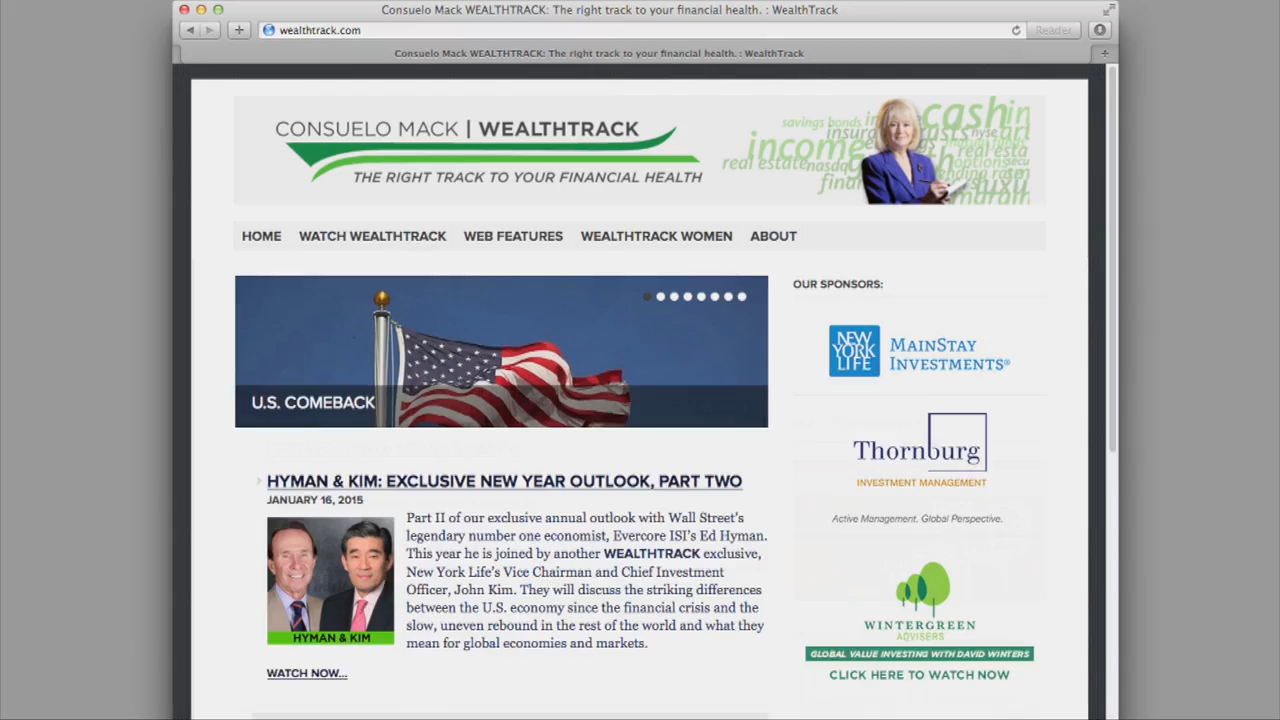 Consuelo Mack WEALTHTRACK: The right track to your financial health. : WealthTrack
wealthtrack.com
Reader
Consuelo Mack WEALTHTRACK: The right track to your financial health. : WealthTrack
CONSUELO MACK | WEALTHTRACK
THE RIGHT TRACK TO YOUR FINANCIAL HEALTH
cash
savings bonds
income
real estate
nasdaq
nyse
options
margin
HOME WATCH WEALTHTRACK WEB FEATURES WEALTHTRACK WOMEN ABOUT
U.S. COMEBACK
HYMAN & KIM: EXCLUSIVE NEW YEAR OUTLOOK, PART TWO
JANUARY 16, 2015
Part II of our exclusive annual outlook with Wall Street's
legendary number one economist, Evercore ISI's Ed Hyman.
This year he is joined by another WEALTHTRACK exclusive,
New York Life's Vice Chairman and Chief Investment
Officer, John Kim. They will discuss the striking differences
between the U.S. economy since the financial crisis and the
slow, uneven rebound in the rest of the world and what they
mean for global economies and markets.
HYMAN & KIM
WATCH NOW...
OUR SPONSORS:
NEW
YORK
LIFE
MAINSTAY
INVESTMENTS®
Thornburg
INVESTMENT MANAGEMENT
Active Management. Global Perspective.
WINTERGREEN
ADVISERS
GLOBAL VALUE INVESTING WITH DAVID WINTERS
CLICK HERE TO WATCH NOW